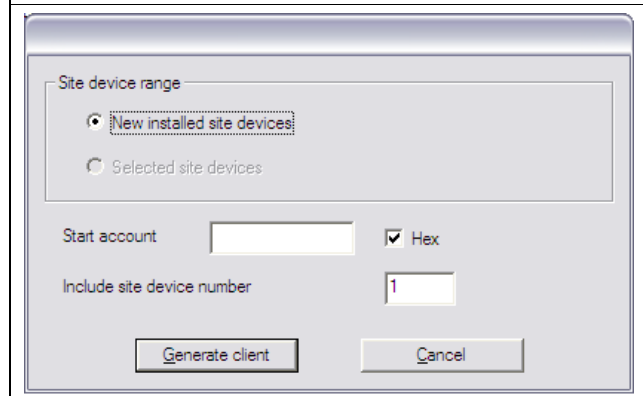 Site device range
New installed site devices
Selected site devices
Start account
Hex
Include site device number
1
Generate client
Cancel